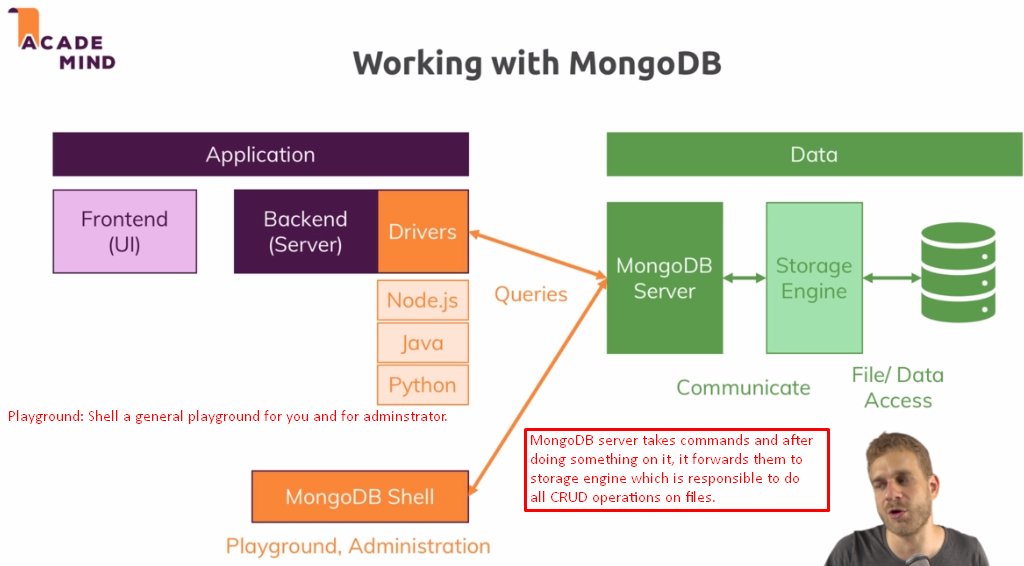 ACADE
MIND
Working with MongoDB
Application
Data
Frontend
(UI)
Backend
(Server)
Drivers
Node.js
Java
Python
Queries
MongoDB
Server
Storage
Engine
Communicate
File/ Data
Access
Playground: Shell a general playground for you and for adminstrator.
MongoDB server takes commands and after
doing something on it, it forwards them to
storage engine which is responsible to do
all CRUD operations on files.
MongoDB Shell
Playground, Administration